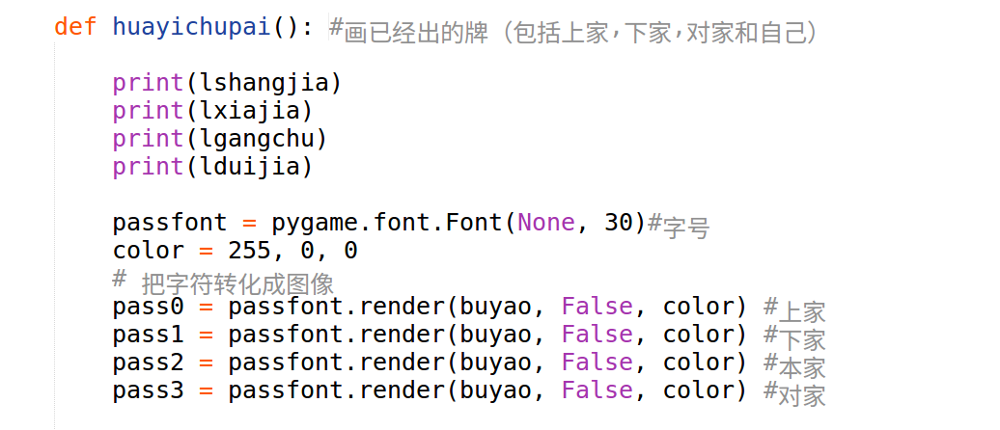 def huayichupai(): #画已经出的牌（包括上家,下家,对家和自己）
print(lshangjia)
print(lxiajia)
print(lgangchu)
print(lduijia)
passfont = pygame.font.Font(None, 30)#字号
color = 255, 0, 0
# 把字符转化成图像
pass0 = passfont.render(buyao, False, color) #上家
pass1 = passfont.render(buyao, False, color) #下家
pass2 = passfont.render(buyao, False, color) #本家
pass3 = passfont.render(buyao, False, color) #对家